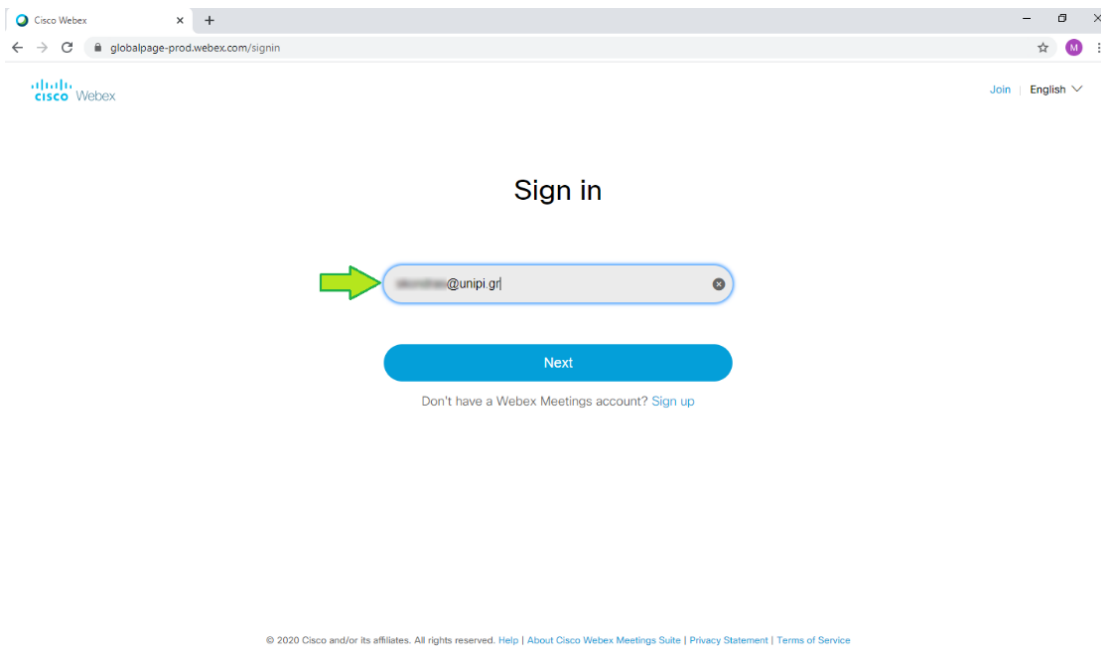 Cisco Webex
globalpage-prod.webex.com/signin
M
cisco Webex
Join | English
Sign in
@unipi.gr
Next
Don't have a Webex Meetings account? Sign up
© 2020 Cisco and/or its affiliates. All rights reserved. Help | About Cisco Webex Meetings Suite | Privacy Statement | Terms of Service